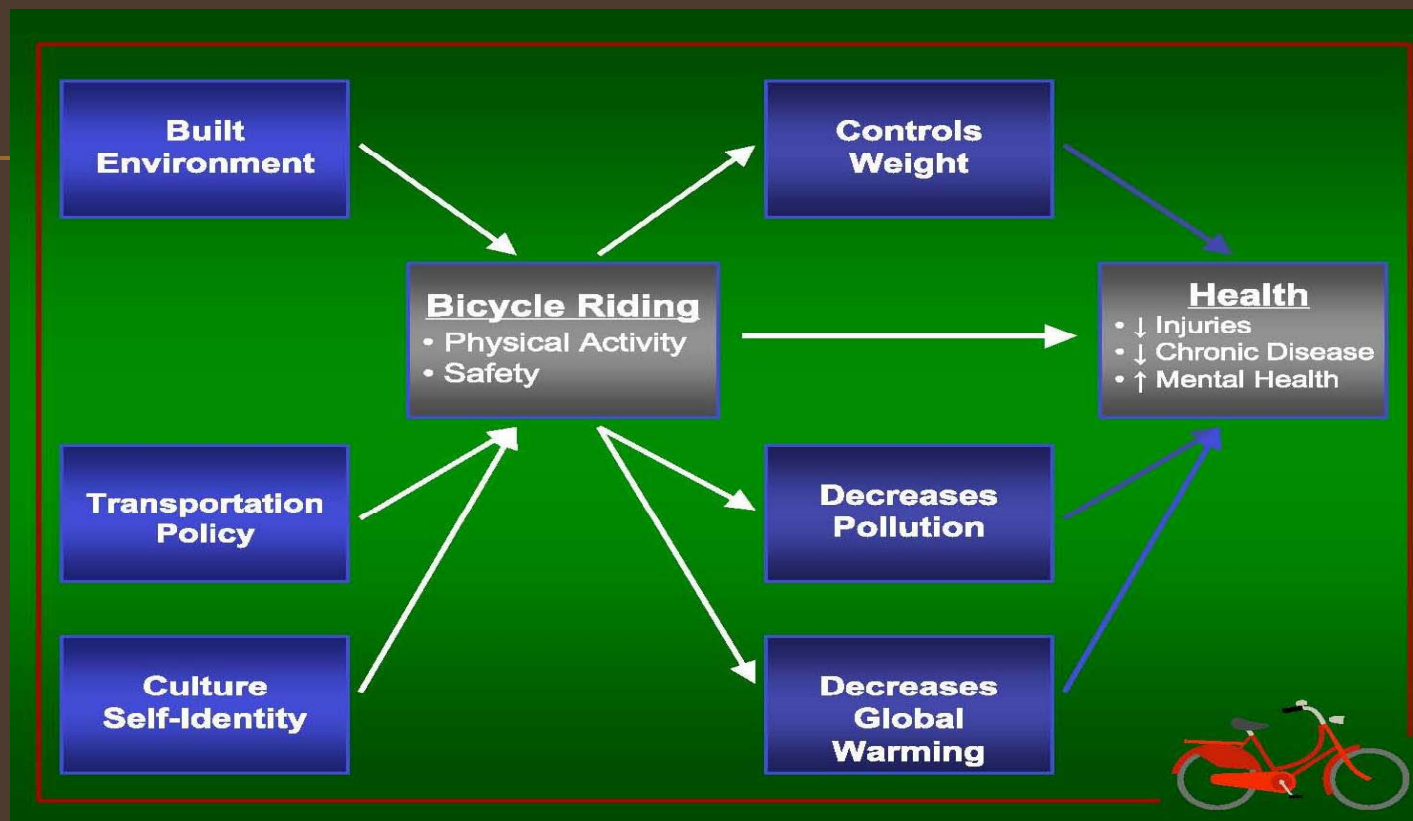 Built
Environment
Controls
Weight
Bicycle Riding
• Physical Activity
• Safety
Health
• ↓ Injuries
• ↓ Chronic Disease
• ↑ Mental Health
Transportation
Policy
Decreases
Pollution
Culture
Self-Identity
Decreases
Global
Warming